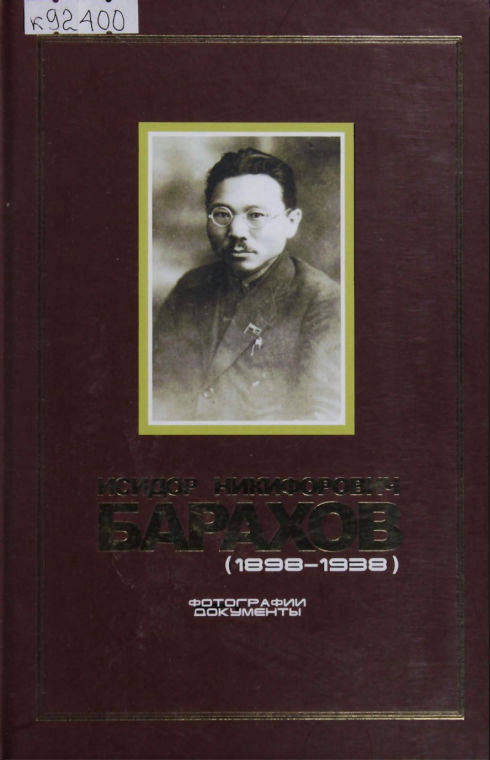 к92400
ИСИДОР НИКИФОРОВИЧ
БАРАХОВ
(1898–1938)
ФОТОГРАФИИ
ДОКУМЕНТЫ